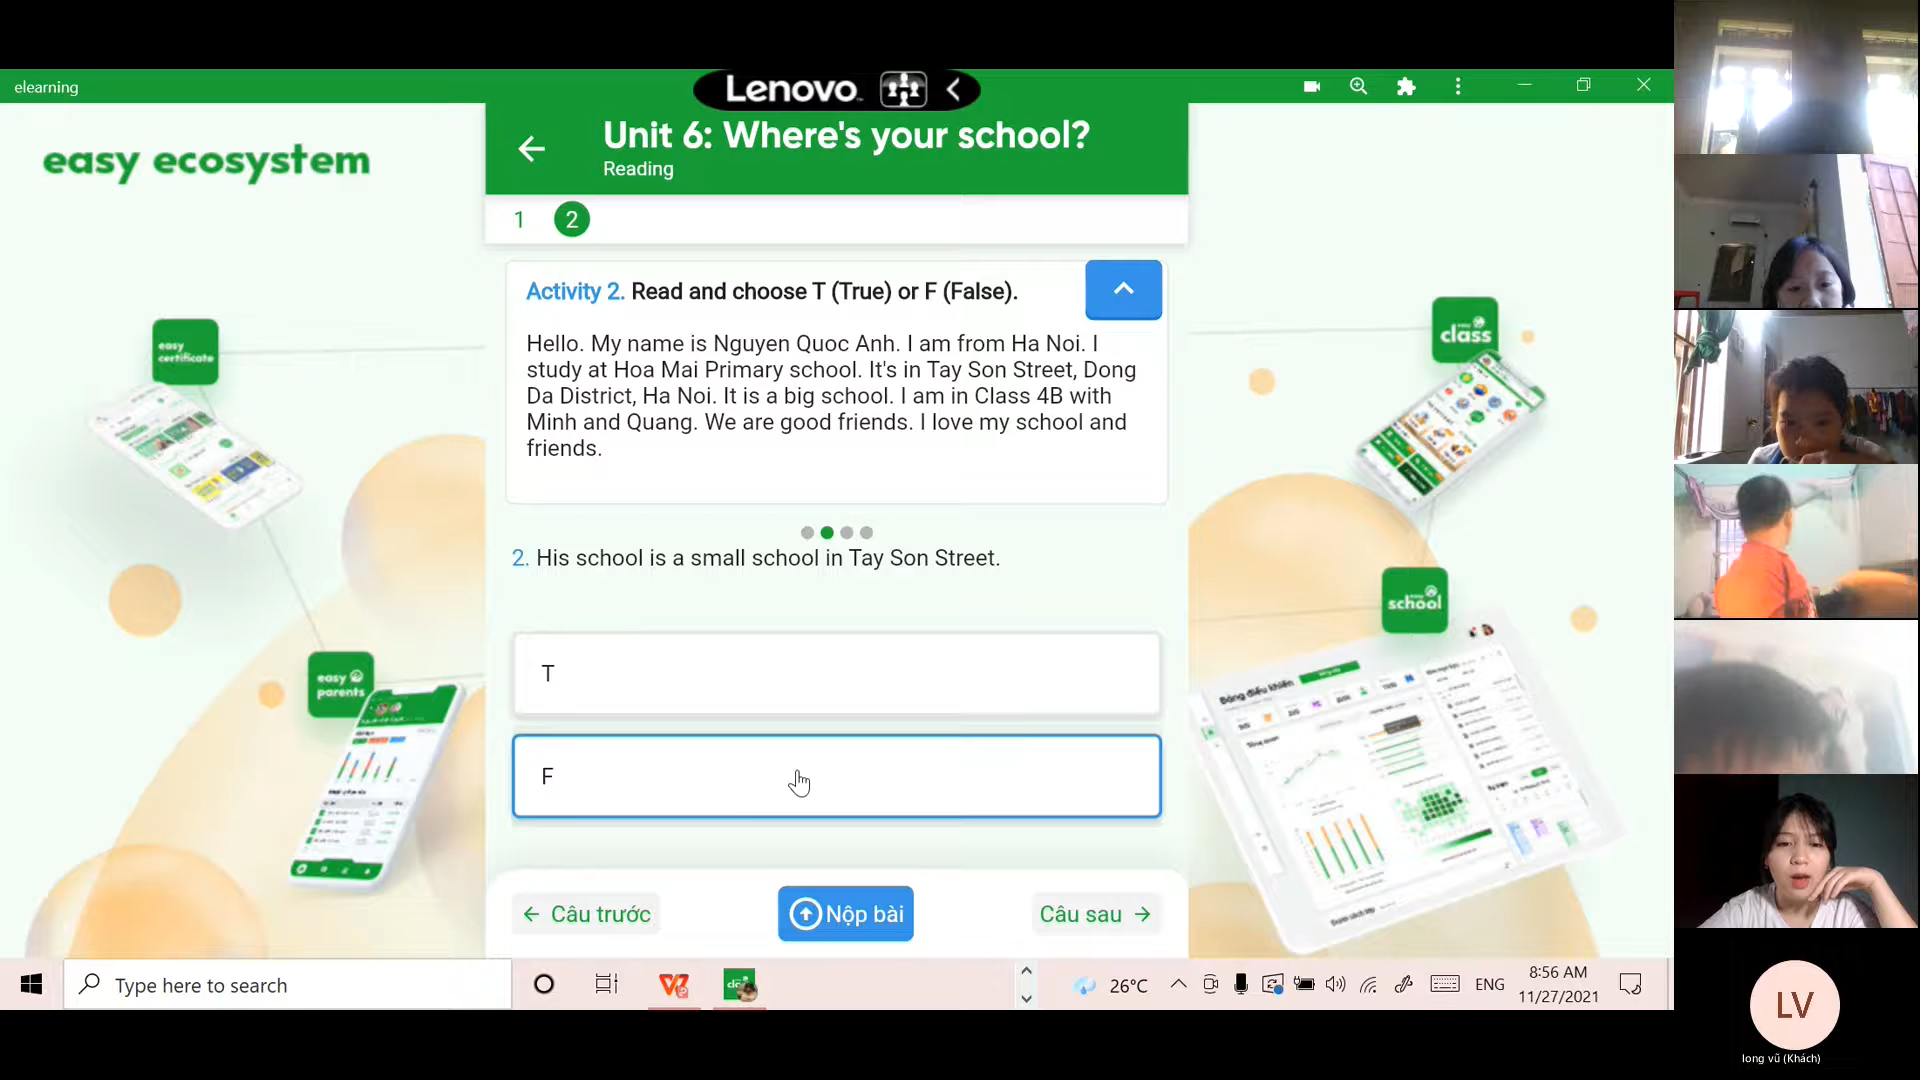 elearning
Lenovo
easy ecosystem
Unit 6: Where's your school?
Reading
1
2
Activity 2. Read and choose T (True) or F (False).
Hello. My name is Nguyen Quoc Anh. I am from Ha Noi. I
study at Hoa Mai Primary school. It's in Tay Son Street, Dong
Da District, Ha Noi. It is a big school. I am in Class 4B with
Minh and Quang. We are good friends. I love my school and
friends.
2. His school is a small school in Tay Son Street.
T
F
Câu trước
Nộp bài
Câu sau
easy
certificate
easy
parents
class
school
Bảng điều khiển
Type here to search
26°C
ENG
8:56 AM
11/27/2021
LV
long vũ (Khách)